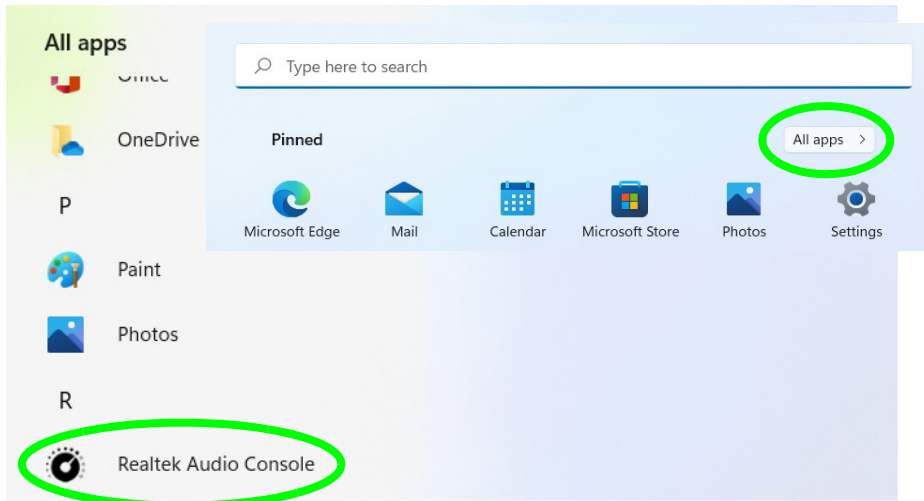 All apps
Office
OneDrive
P
Paint
Photos
R
Realtek Audio Console
Type here to search
Pinned
All apps
Microsoft Edge
Mail
Calendar
Microsoft Store
Photos
Settings